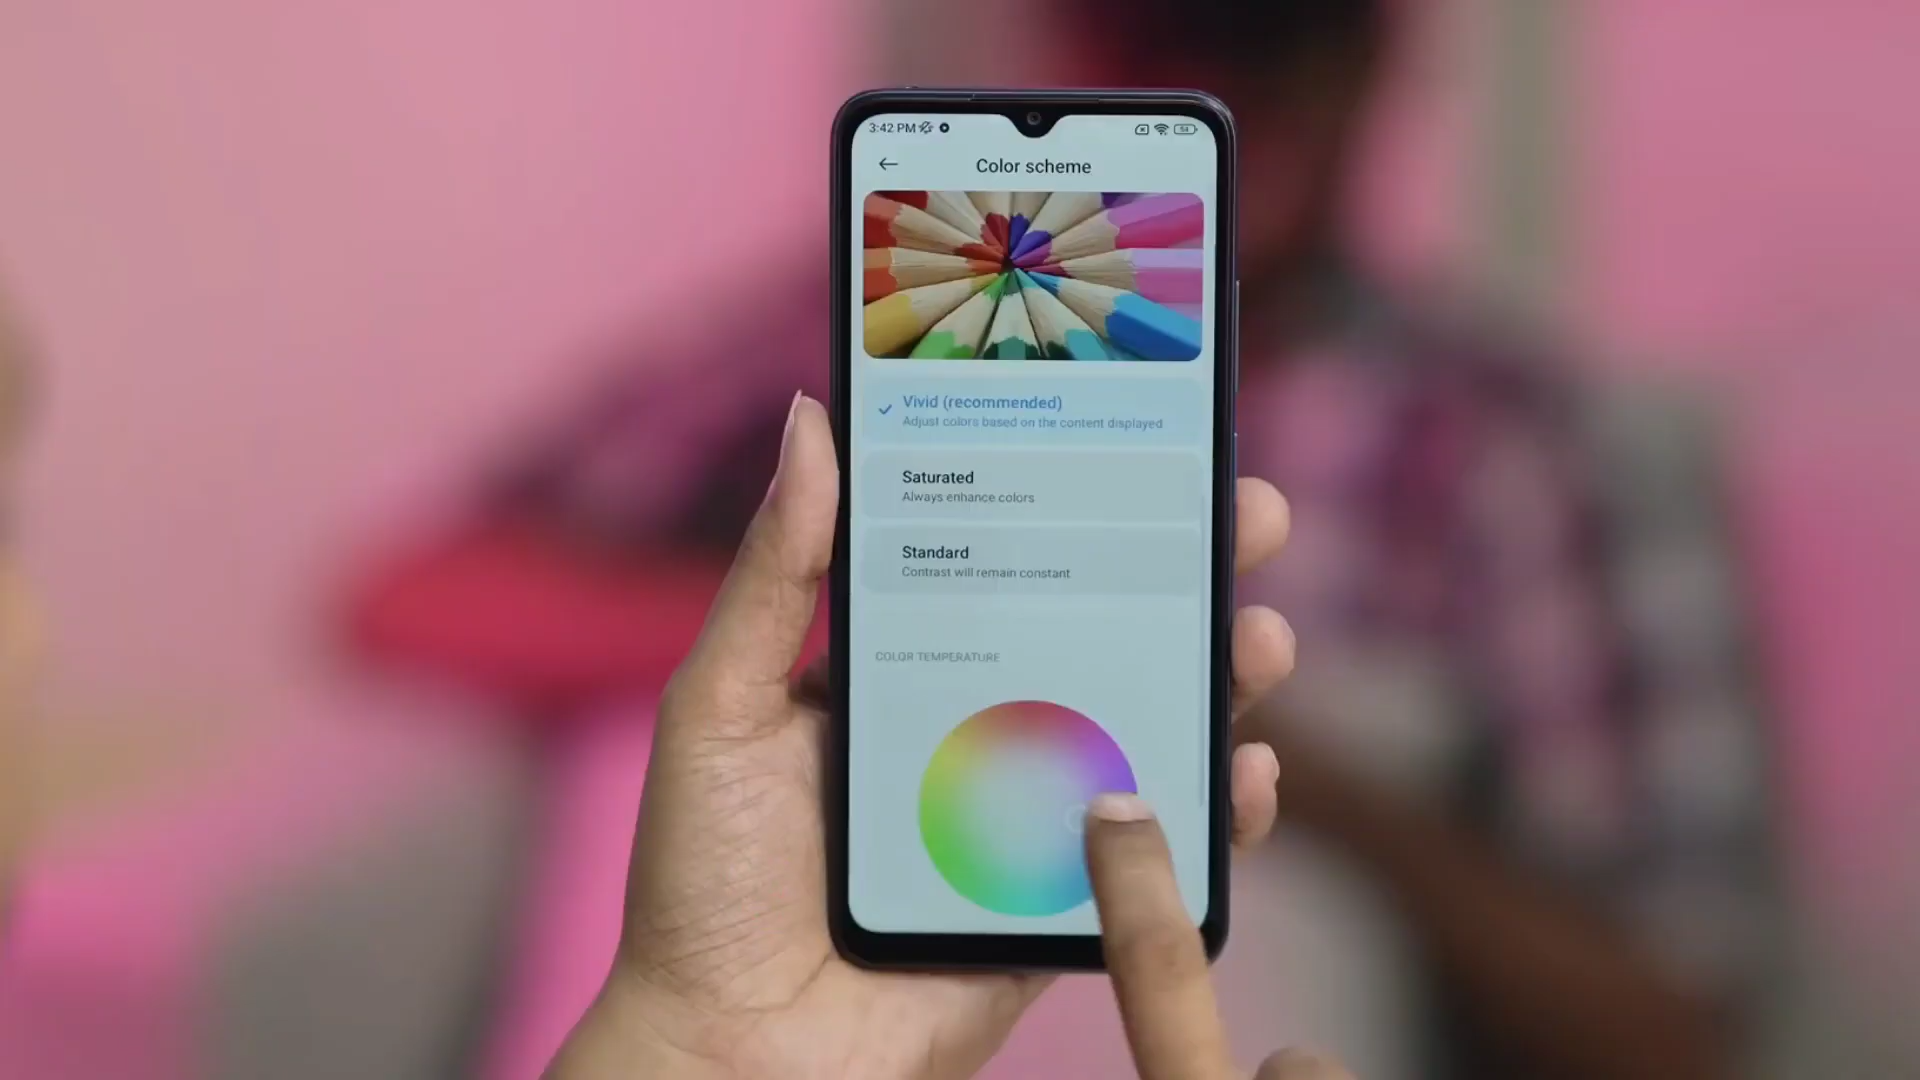 3:42 PM
Color scheme
Vivid (recommended)
Adjust colors based on the content displayed
Saturated
Always enhance colors
Standard
Contrast will remain constant
COLOR TEMPERATURE